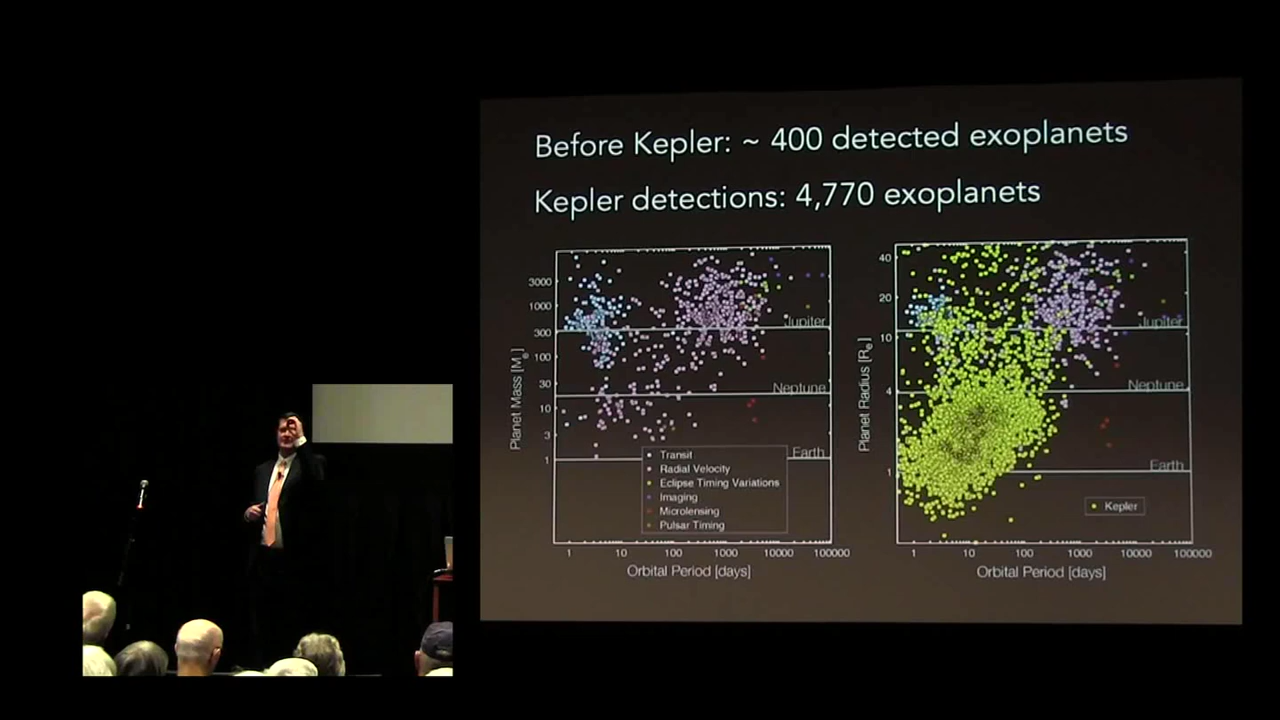 Before Kepler: ~ 400 detected exoplanets
Kepler detections: 4,770 exoplanets
Planet Mass [Me]
3000
1000
300
100
30
10
3
1
Jupiter
Neptune
Earth
Transit
Radial Velocity
Eclipse Timing Variations
Imaging
Microlensing
Pulsar Timing
1 10 100 1000 10000 100000
Orbital Period [days]
Planet Radius [Re]
40
20
10
4
1
Jupiter
Neptune
Earth
Kepler
1 10 100 1000 10000 100000
Orbital Period [days]